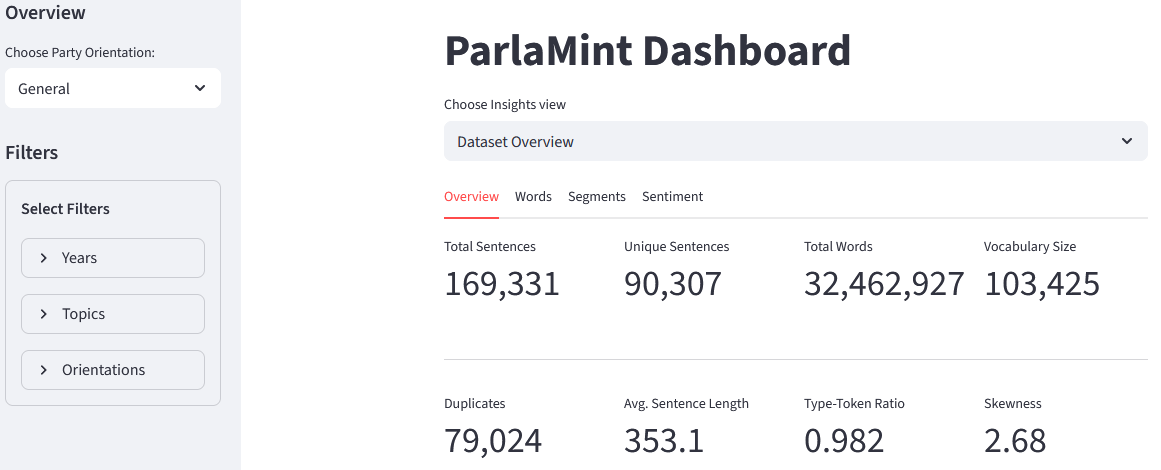 Overview
Choose Party Orientation:
General
Filters
Select Filters
Years
Topics
Orientations
ParlaMint Dashboard
Choose Insights view
Dataset Overview
Overview Words Segments Sentiment
Total Sentences Unique Sentences Total Words Vocabulary Size
169,331 90,307 32,462,927 103,425
Duplicates Avg. Sentence Length Type-Token Ratio Skewness
79,024 353.1 0.982 2.68